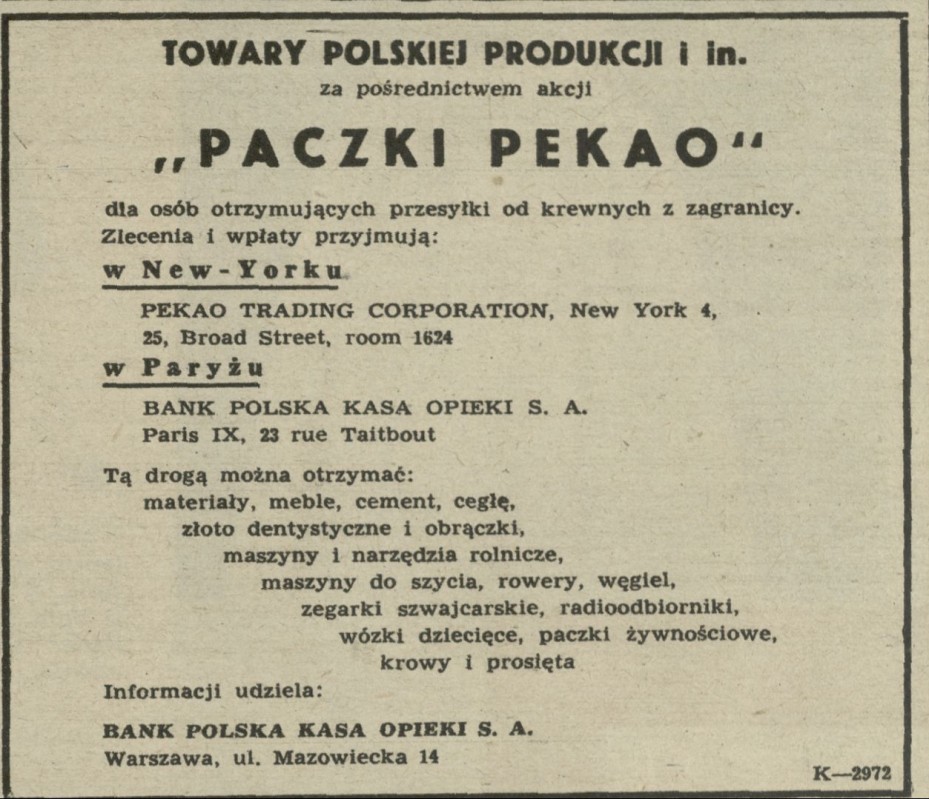 TOWARY POLSKIEJ PRODUKCJI i in.
za pośrednictwem akcji
„PACZKI PEKAO“
dla osób otrzymujących przesyłki od krewnych z zagranicy.
Zlecenia i wpłaty przyjmują:
w New-Yorku
PEKAO TRADING CORPORATION, New York 4,
25, Broad Street, room 1624
w Paryżu
BANK POLSKA KASA OPIEKI S. A.
Paris IX, 23 rue Taitbout
Tą drogą można otrzymać:
materiały, meble, cement, cegłę,
złoto dentystyczne i obrączki,
maszyny i narzędzia rolnicze,
maszyny do szycia, rowery, węgiel,
zegarki szwajcarskie, radioodbiorniki,
wózki dziecięce, paczki żywnościowe,
krowy i prosięta
Informacji udziela:
BANK POLSKA KASA OPIEKI S. A.
Warszawa, ul. Mazowiecka 14
K—2972